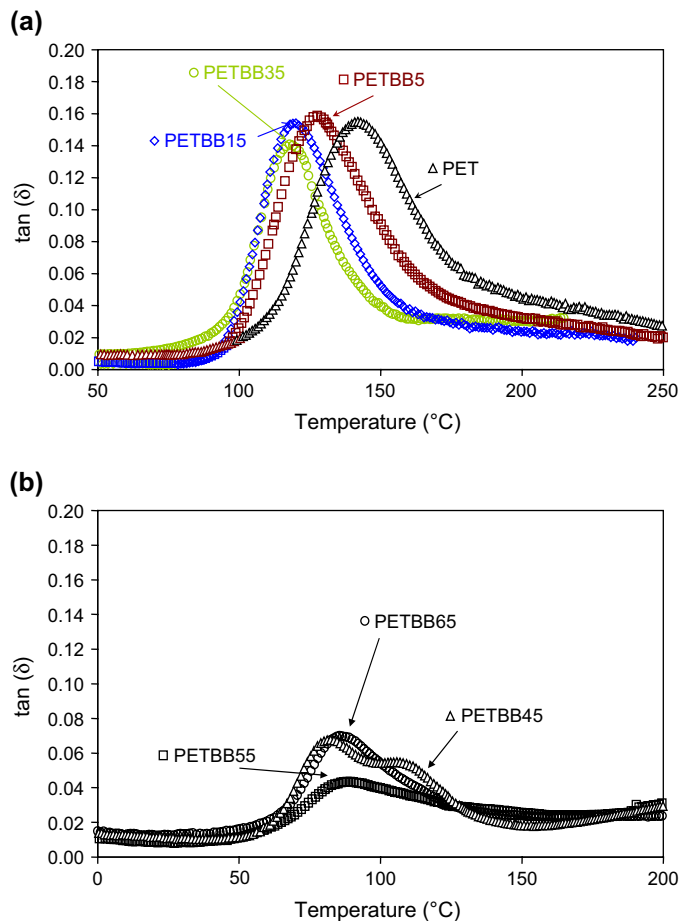 (a)
0.20
0.18
0.16
0.14
0.12
0.10
0.08
0.06
0.04
0.02
0.00
tan (δ)
PETBB35
PETBB5
PETBB15
PET
50
100
150
200
250
Temperature (°C)
(b)
0.20
0.18
0.16
0.14
0.12
0.10
0.08
0.06
0.04
0.02
0.00
tan (δ)
PETBB65
PETBB45
PETBB55
0
50
100
150
200
Temperature (°C)